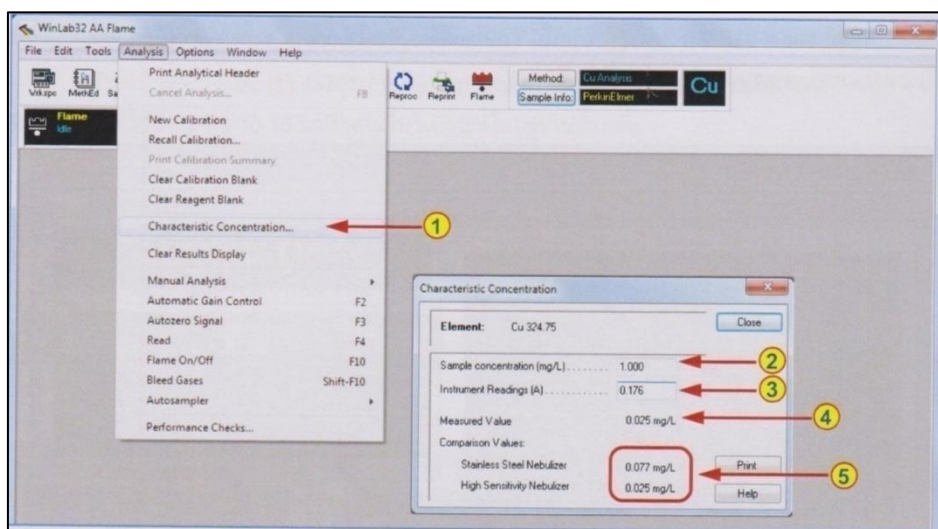 WinLab32 AA Flame
File Edit Tools Analysis Options Window Help
Wrkspc MethEd Reproc Reprint Flame
Method: Cu Analysis
Sample Info: PerkinElmer
Cu
Flame
Idle
Print Analytical Header
Cancel Analysis... F8
New Calibration
Recall Calibration...
Print Calibration Summary
Clear Calibration Blank
Clear Reagent Blank
Characteristic Concentration...
1
Clear Results Display
Manual Analysis
Automatic Gain Control F2
Autozero Signal F3
Read F4
Flame On/Off F10
Bleed Gases Shift-F10
Autosampler
Performance Checks...
Characteristic Concentration
Element: Cu 324.75
Close
Sample concentration (mg/L)...... 1.000
2
Instrument Readings (A)............ 0.176
3
Measured Value 0.025 mg/L
4
Comparison Values:
Stainless Steel Nebulizer 0.077 mg/L
Print
5
High Sensitivity Nebulizer 0.025 mg/L
Help